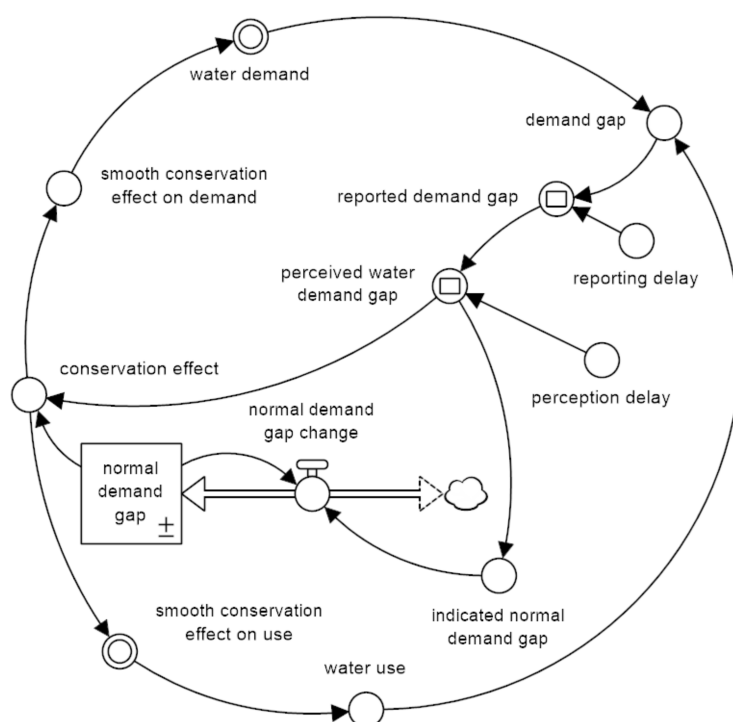 water demand
demand gap
smooth conservation
effect on demand
reported demand gap
reporting delay
perceived water
demand gap
perception delay
conservation effect
normal demand
gap change
normal
demand
gap
±
indicated normal
demand gap
smooth conservation
effect on use
water use